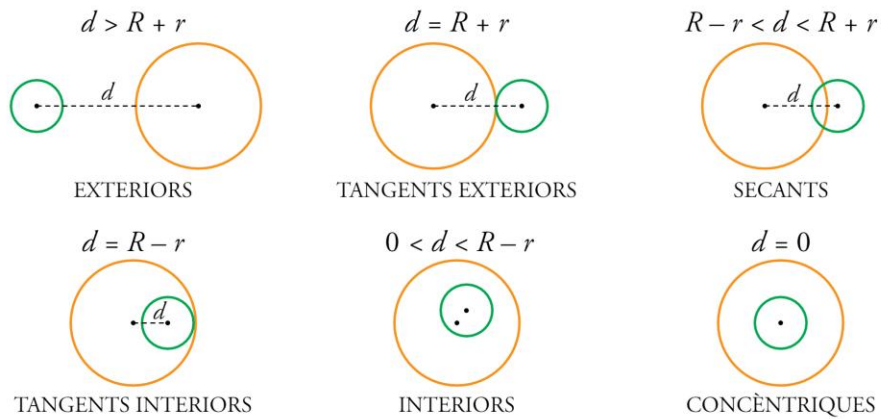 d > R + r
d = R + r
R – r < d < R + r
d
d
d
EXTERIORS
TANGENTS EXTERIORS
SECANTS
d = R – r
0 < d < R – r
d = 0
d
TANGENTS INTERIORS
INTERIORS
CONCÈNTRIQUES